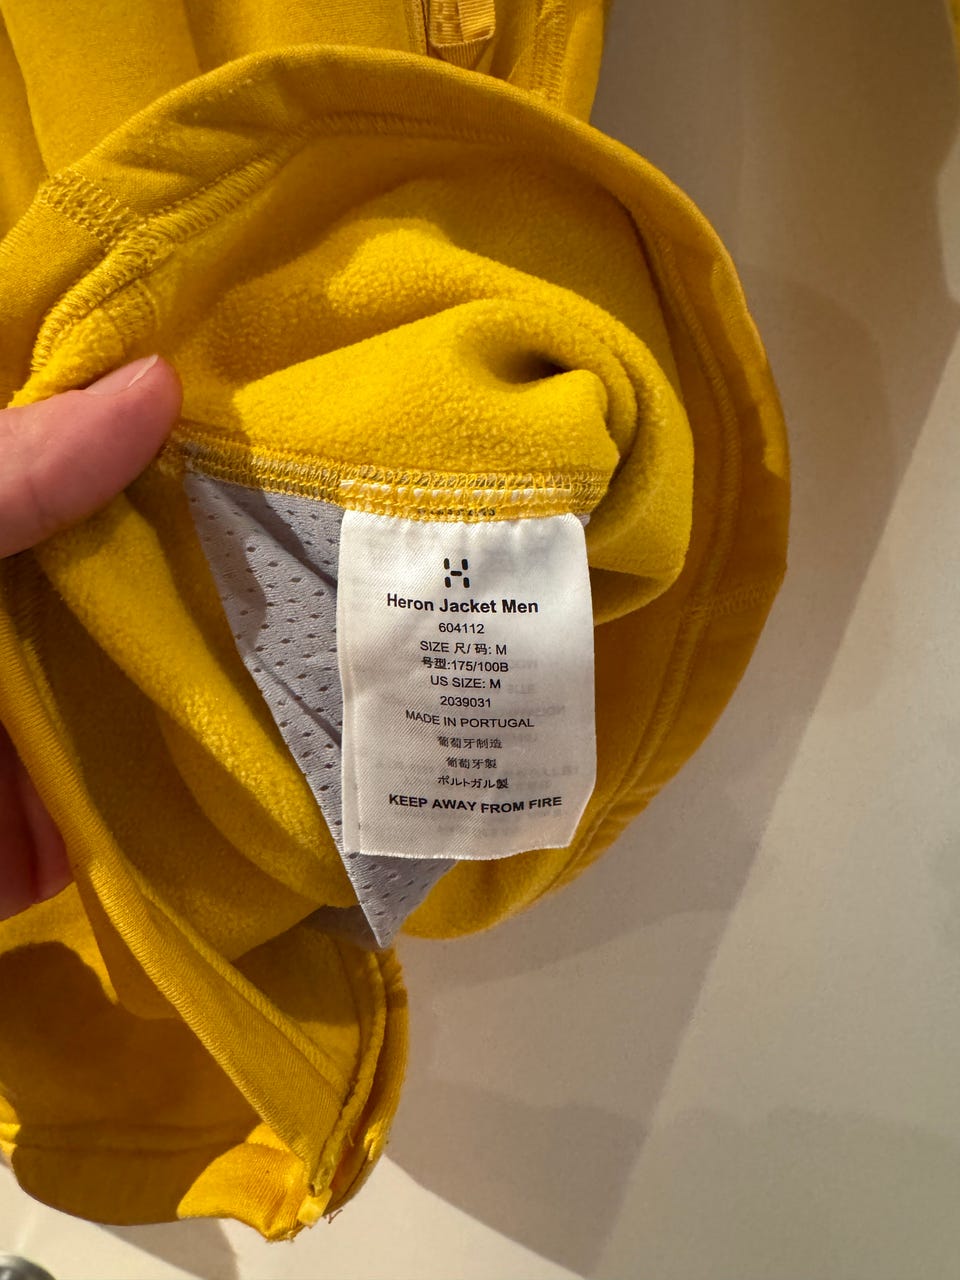 Heron Jacket Men
604112
SIZE 尺/ 码: M
号型:175/100B
US SIZE: M
2039031
MADE IN PORTUGAL
葡萄牙制造
葡萄牙製
ポルトガル製
KEEP AWAY FROM FIRE